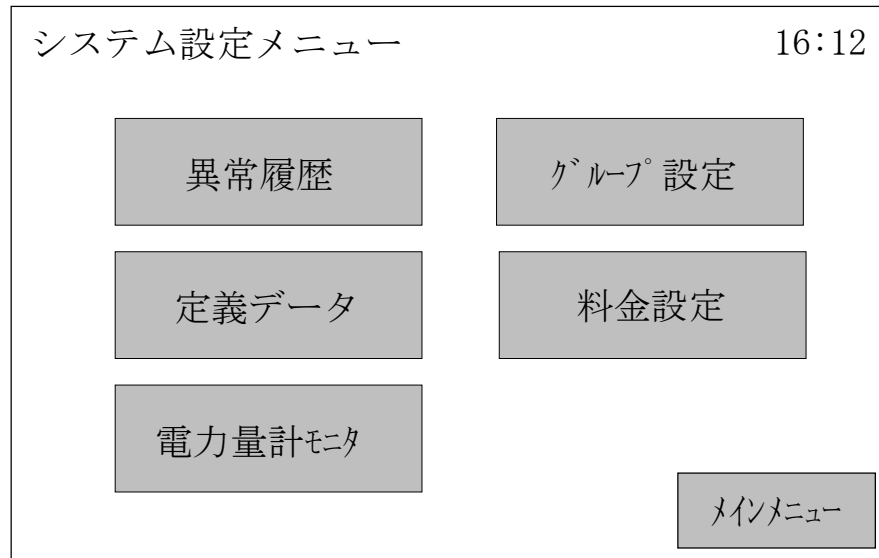 システム設定メニュー 16:12
異常履歴 ｸﾞﾙｰﾌﾟ設定
定義データ 料金設定
電力量計ﾓﾆﾀ
ﾒｲﾝﾒﾆｭｰ